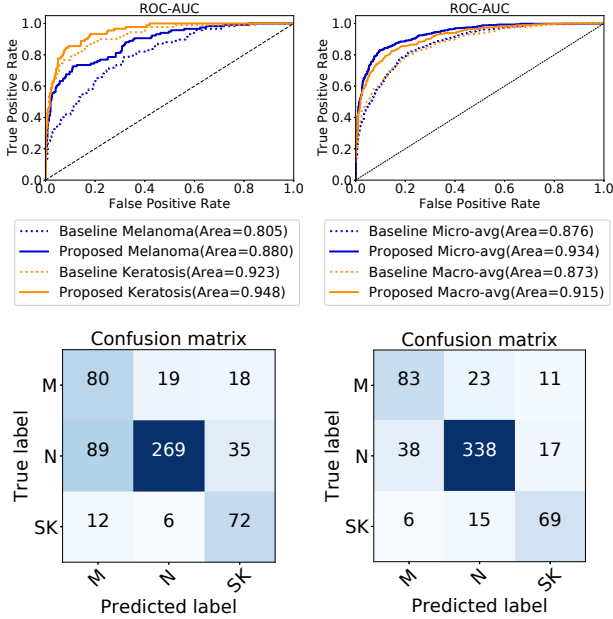 ROC-AUC
1.0
0.8
0.6
0.4
0.2
0.0
True Positive Rate
0.0 0.2 0.4 0.6 0.8 1.0
False Positive Rate
Baseline Melanoma(Area=0.805)
Proposed Melanoma(Area=0.880)
Baseline Keratosis(Area=0.923)
Proposed Keratosis(Area=0.948)
ROC-AUC
1.0
0.8
0.6
0.4
0.2
0.0
True Positive Rate
0.0 0.2 0.4 0.6 0.8 1.0
False Positive Rate
Baseline Micro-avg(Area=0.876)
Proposed Micro-avg(Area=0.934)
Baseline Macro-avg(Area=0.873)
Proposed Macro-avg(Area=0.915)
Confusion matrix
True label
M 80 19 18
N 89 269 35
SK 12 6 72
M N SK
Predicted label
Confusion matrix
True label
M 83 23 11
N 38 338 17
SK 6 15 69
M N SK
Predicted label